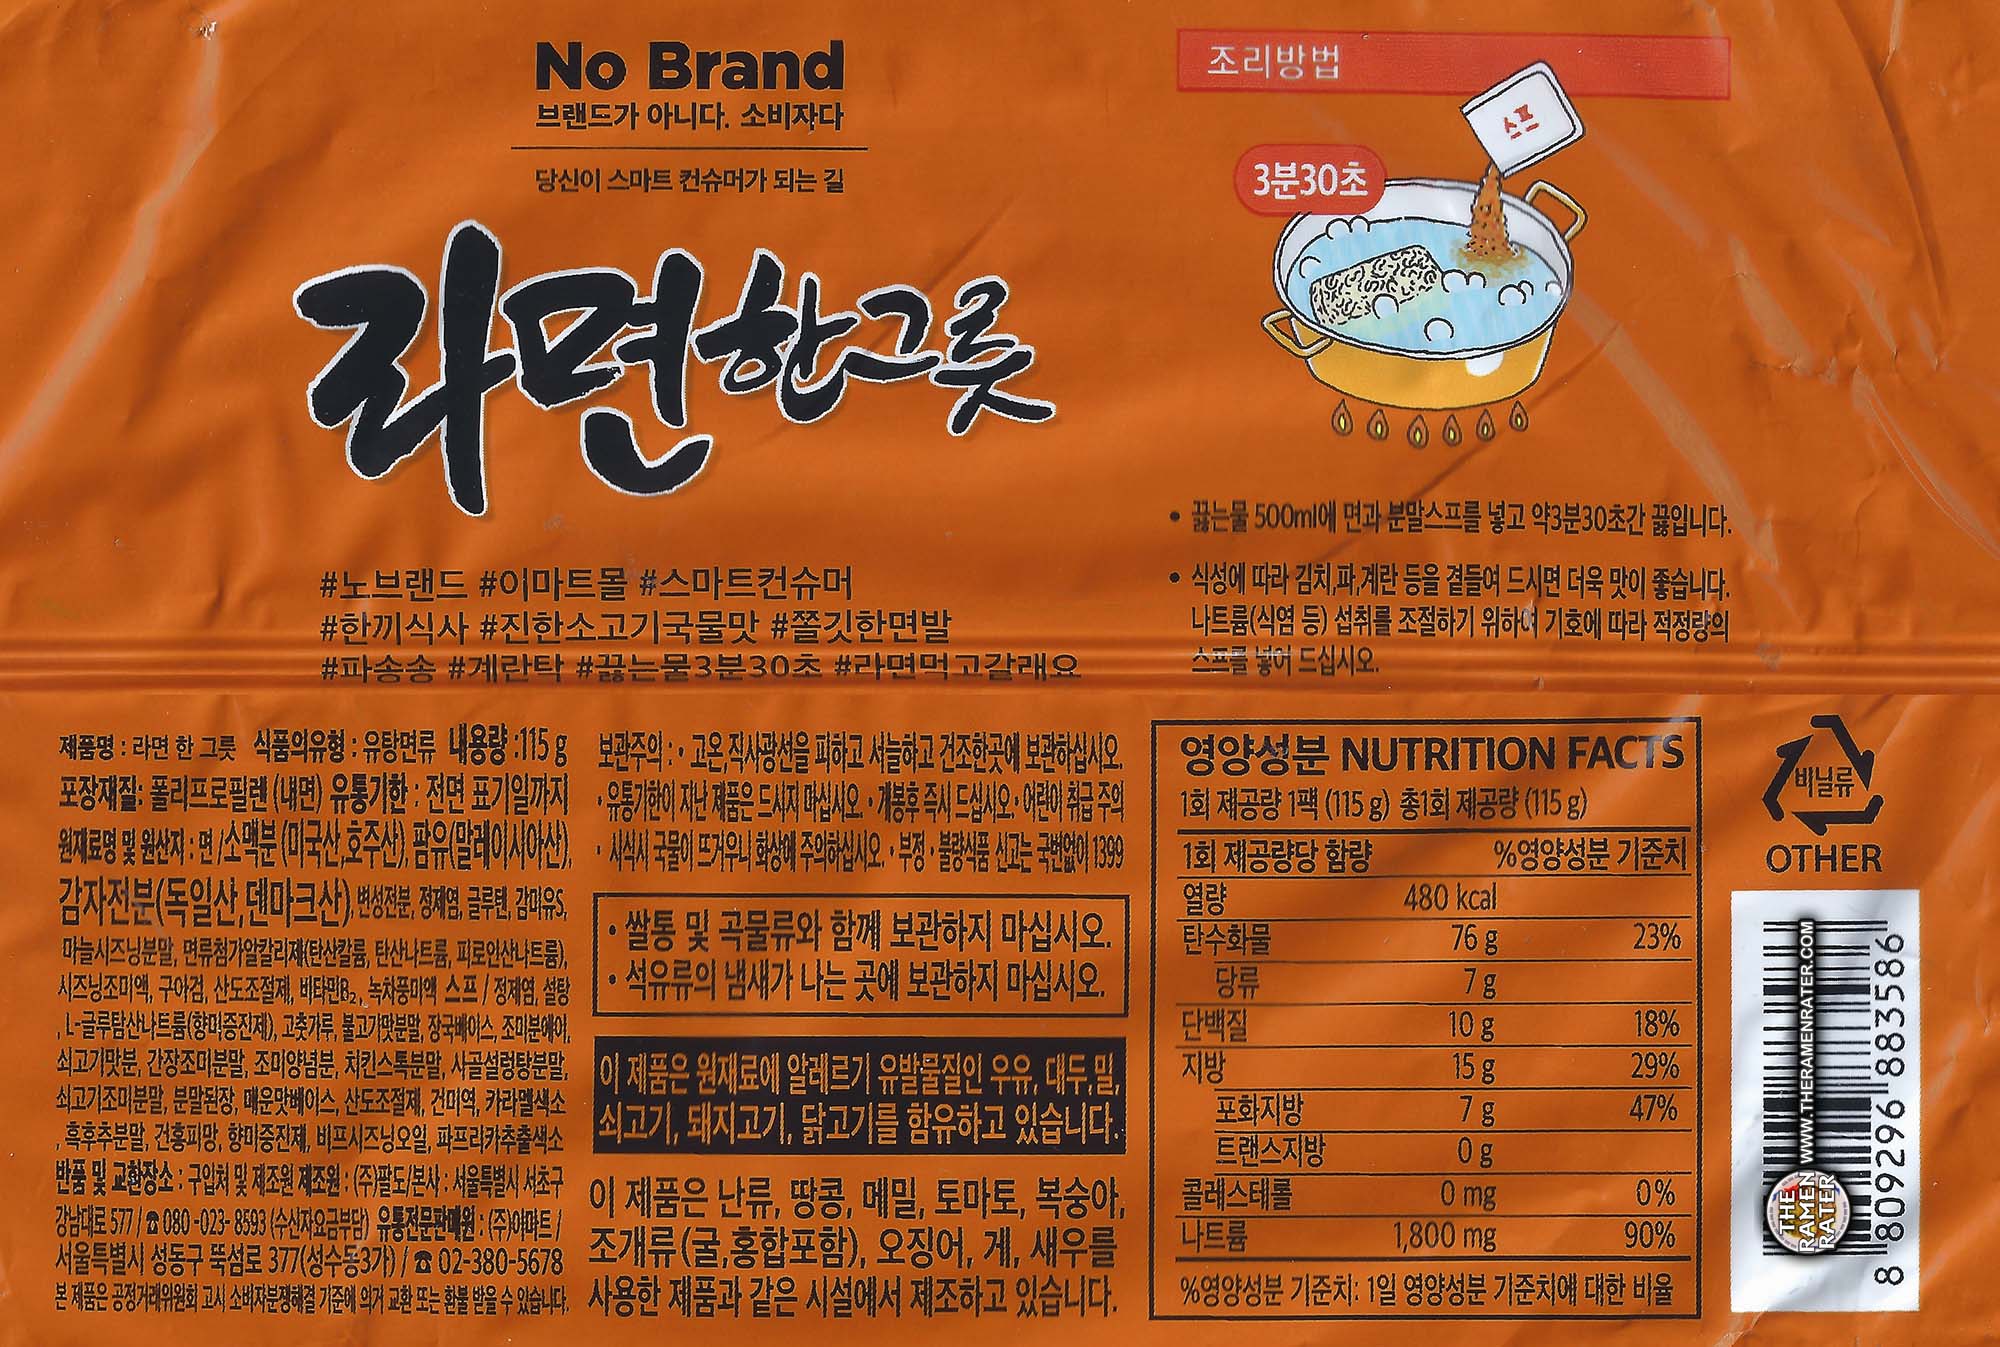 No Brand
브랜드가 아니다. 소비자다
당신이 스마트 컨슈머가 되는 길
라면한그릇
#노브랜드 #이마트몰 #스마트컨슈머
#한끼식사 #진한소고기국물맛 #쫄깃한면발
#파송송 #계란탁 #끓는물3분30초 #라면먹고갈래요
조리방법
스프
3분30초
• 끓는물 500ml에 면과 분말스프를 넣고 약3분30초간 끓입니다.
• 식성에 따라 김치,파,계란 등을 곁들여 드시면 더욱 맛이 좋습니다.
나트륨(식염 등) 섭취를 조절하기 위하여 기호에 따라 적정량의
스프를 넣어 드십시오.
제품명 : 라면 한 그릇 식품의유형 : 유탕면류 내용량 :115 g
포장재질: 폴리프로필렌 (내면) 유통기한 : 전면 표기일까지
원재료명 및 원산지 : 면 /소맥분 (미국산,호주산), 팜유(말레이시아산),
감자전분(독일산,덴마크산), 변성전분, 정제염, 글루텐, 감미유S,
마늘시즈닝분말, 면류첨가알칼리제(탄산칼륨, 탄산나트륨, 피로인산나트륨),
시즈닝조미액, 구아검, 산도조절제, 비타민B₂, 녹차풍미액 스프 / 정제염, 설탕
, L-글루탐산나트륨(향미증진제), 고춧가루, 불고기맛분말, 장국베이스, 조미분에이,
쇠고기맛분, 간장조미분말, 조미양념분, 치킨스톡분말, 사골설렁탕분말,
쇠고기조미분말, 분말된장, 매운맛베이스, 산도조절제, 건미역, 카라멜색소
, 흑후추분말, 건홍파망, 향미증진제, 비프시즈닝오일, 파프리카추출색소
반품 및 교환장소 : 구입처 및 제조원 제조원 : (주)팔도/본사 : 서울특별시 서초구
강남대로 577 / ☎ 080-023-8593 (수신자요금부담) 유통전문판매원 : (주)이마트 /
서울특별시 성동구 뚝섬로 377(성수동3가) / ☎ 02-380-5678
본 제품은 공정거래위원회 고시 소비자분쟁해결 기준에 의거 교환 또는 환불 받을 수 있습니다.
보관주의 : • 고온,직사광선을 피하고 서늘하고 건조한곳에 보관하십시오.
• 유통기한이 지난 제품은 드시지 마십시오. • 개봉후 즉시 드십시오• 어린이 취급 주의
• 시식시 국물이 뜨거우니 화상에 주의하십시오. • 부정 • 불량식품 신고는 국번없이 1399
• 쌀통 및 곡물류와 함께 보관하지 마십시오.
• 석유류의 냄새가 나는 곳에 보관하지 마십시오.
이 제품은 원재료에 알레르기 유발물질인 우유, 대두,밀,
쇠고기, 돼지고기, 닭고기를 함유하고 있습니다.
이 제품은 난류, 땅콩, 메밀, 토마토, 복숭아,
조개류 (굴,홍합포함), 오징어, 게, 새우를
사용한 제품과 같은 시설에서 제조하고 있습니다.
영양성분 NUTRITION FACTS
1회 제공량 1팩 (115 g) 총1회 제공량 (115 g)
1회 제공량당 함량 %영양성분 기준치
열량 480 kcal
탄수화물 76 g 23%
당류 7 g
단백질 10 g 18%
지방 15 g 29%
포화지방 7 g 47%
트랜스지방 0 g
콜레스테롤 0 mg 0%
나트륨 1,800 mg 90%
%영양성분 기준치: 1일 영양성분 기준치에 대한 비율
비닐류
OTHER
8 809296 883586
WWW.THERAMENRATER.COM
THE
RAMEN
RATER